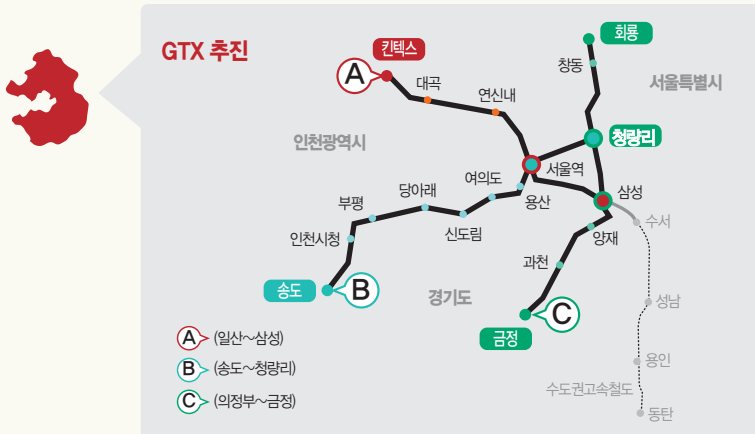 GTX 추진
킨텍스
A
대곡
연신내
회룡
창동
서울특별시
인천광역시
청량리
서울역
여의도
용산
삼성
당아래
부평
신도림
인천시청
수서
양재
과천
송도
B
경기도
성남
C
금정
A (일산~삼성)
B (송도~청량리)
C (의정부~금정)
용인
수도권고속철도
동탄